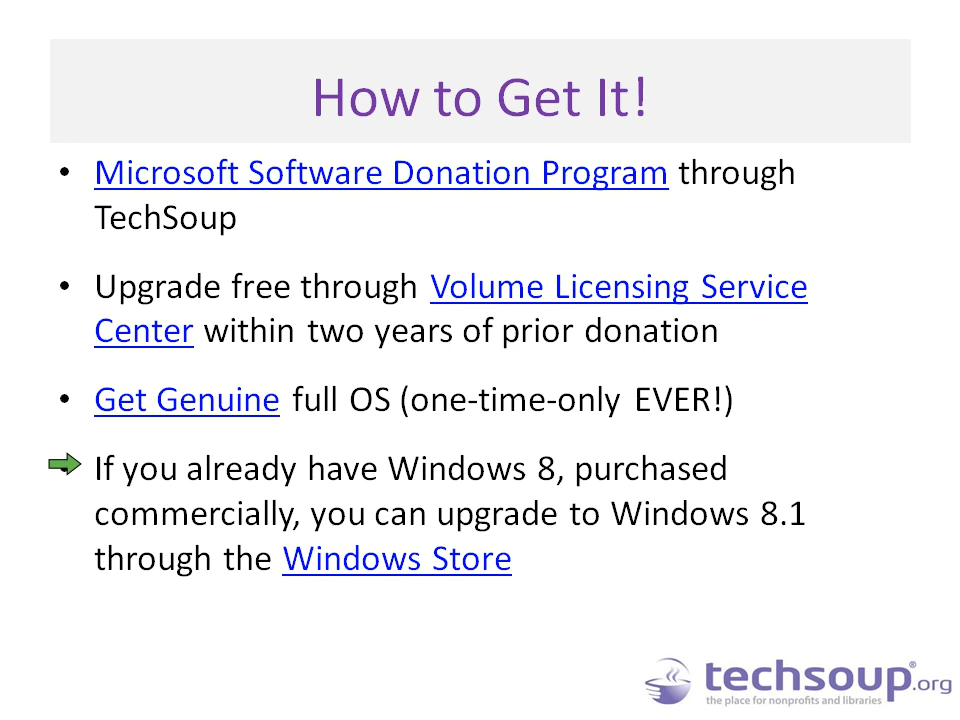 How to Get It!
• Microsoft Software Donation Program through
TechSoup
• Upgrade free through Volume Licensing Service
Center within two years of prior donation
• Get Genuine full OS (one-time-only EVER!)
If you already have Windows 8, purchased
commercially, you can upgrade to Windows 8.1
through the Windows Store
techsoup®.org
the place for nonprofits and libraries